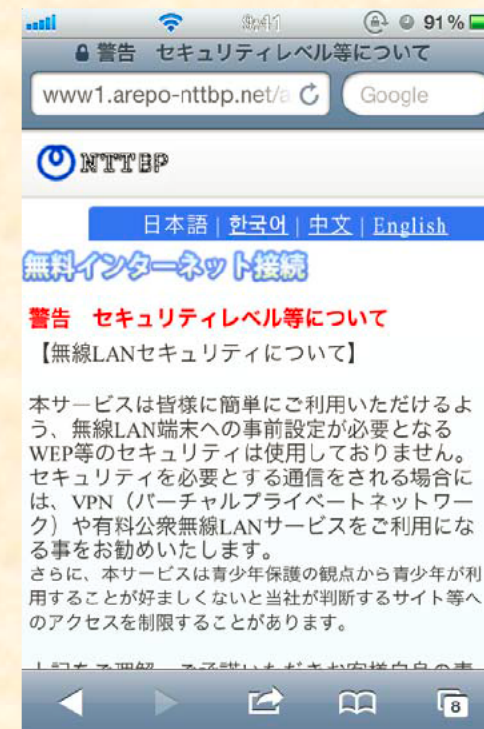 9:41 91%
警告 セキュリティレベル等について
www1.arepo-nttbp.net/a Google
NTTBP
日本語 | 한국어 | 中文 | English
無料インターネット接続
警告 セキュリティレベル等について
【無線LANセキュリティについて】
本サービスは皆様に簡単にご利用いただけるよ
う、無線LAN端末への事前設定が必要となる
WEP等のセキュリティは使用しておりません。
セキュリティを必要とする通信をされる場合に
は、VPN（バーチャルプライベートネットワー
ク）や有料公衆無線LANサービスをご利用にな
る事をお勧めいたします。
さらに、本サービスは青少年保護の観点から青少年が利
用することが好ましくないと当社が判断するサイト等へ
のアクセスを制限することがあります。
8